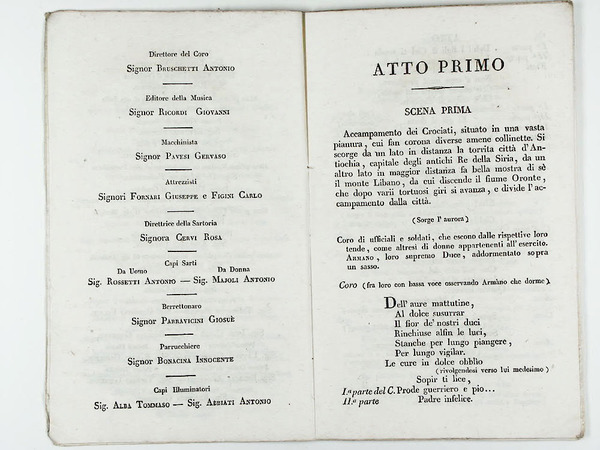 Direttore del Coro
Signor Bruschetti Antonio
Editore della Musica
Signor Ricordi Giovanni
Macchinista
Signor Pavesi Gervaso
Attrezzisti
Signori Fornari Giuseppe e Figini Carlo
Direttrice della Sartoria
Signora Cervi Rosa
Capi Sarti
Da Uomo Da Donna
Sig. Rossetti Antonio — Sig. Majoli Antonio
Berrettonaro
Signor Parravicini Giosuè
Parrucchiere
Signor Bonacina Innocente
Capi Illuminatori
Sig. Alba Tommaso — Sig. Abbiati Antonio
ATTO PRIMO
SCENA PRIMA
Accampamento dei Crociati, situato in una vasta
pianura, cui fan corona diverse amene collinette. Si
scorge da un lato in distanza la torrita città d'An-
tiochia, capitale degli antichi Re della Siria, da un
altro lato in maggior distanza fa bella mostra di sè
il monte Libano, da cui discende il fiume Oronte,
che dopo varii tortuosi giri si avanza, e divide l'ac-
campamento dalla città.
(Sorge l'aurora)
Coro di ufficiali e soldati, che escono dalle rispettive loro
tende, come altresì di donne appartenenti all'esercito.
Armano, loro supremo Duce, addormentato sopra
un sasso.
Coro (fra loro con bassa voce osservando Armano che dorme)
Dell'aure mattutine,
Al dolce susurrar
Il fior de' nostri duci
Rinchiuse alfin le luci,
Stanche per lungo piangere,
Per lungo vigilar.
Le cure in dolce obblio
(rivolgendosi verso lui medesimo)
Sopir ti lice,
I.ª parte del C. Prode guerriero e pio...
II.ª parte Padre infelice.